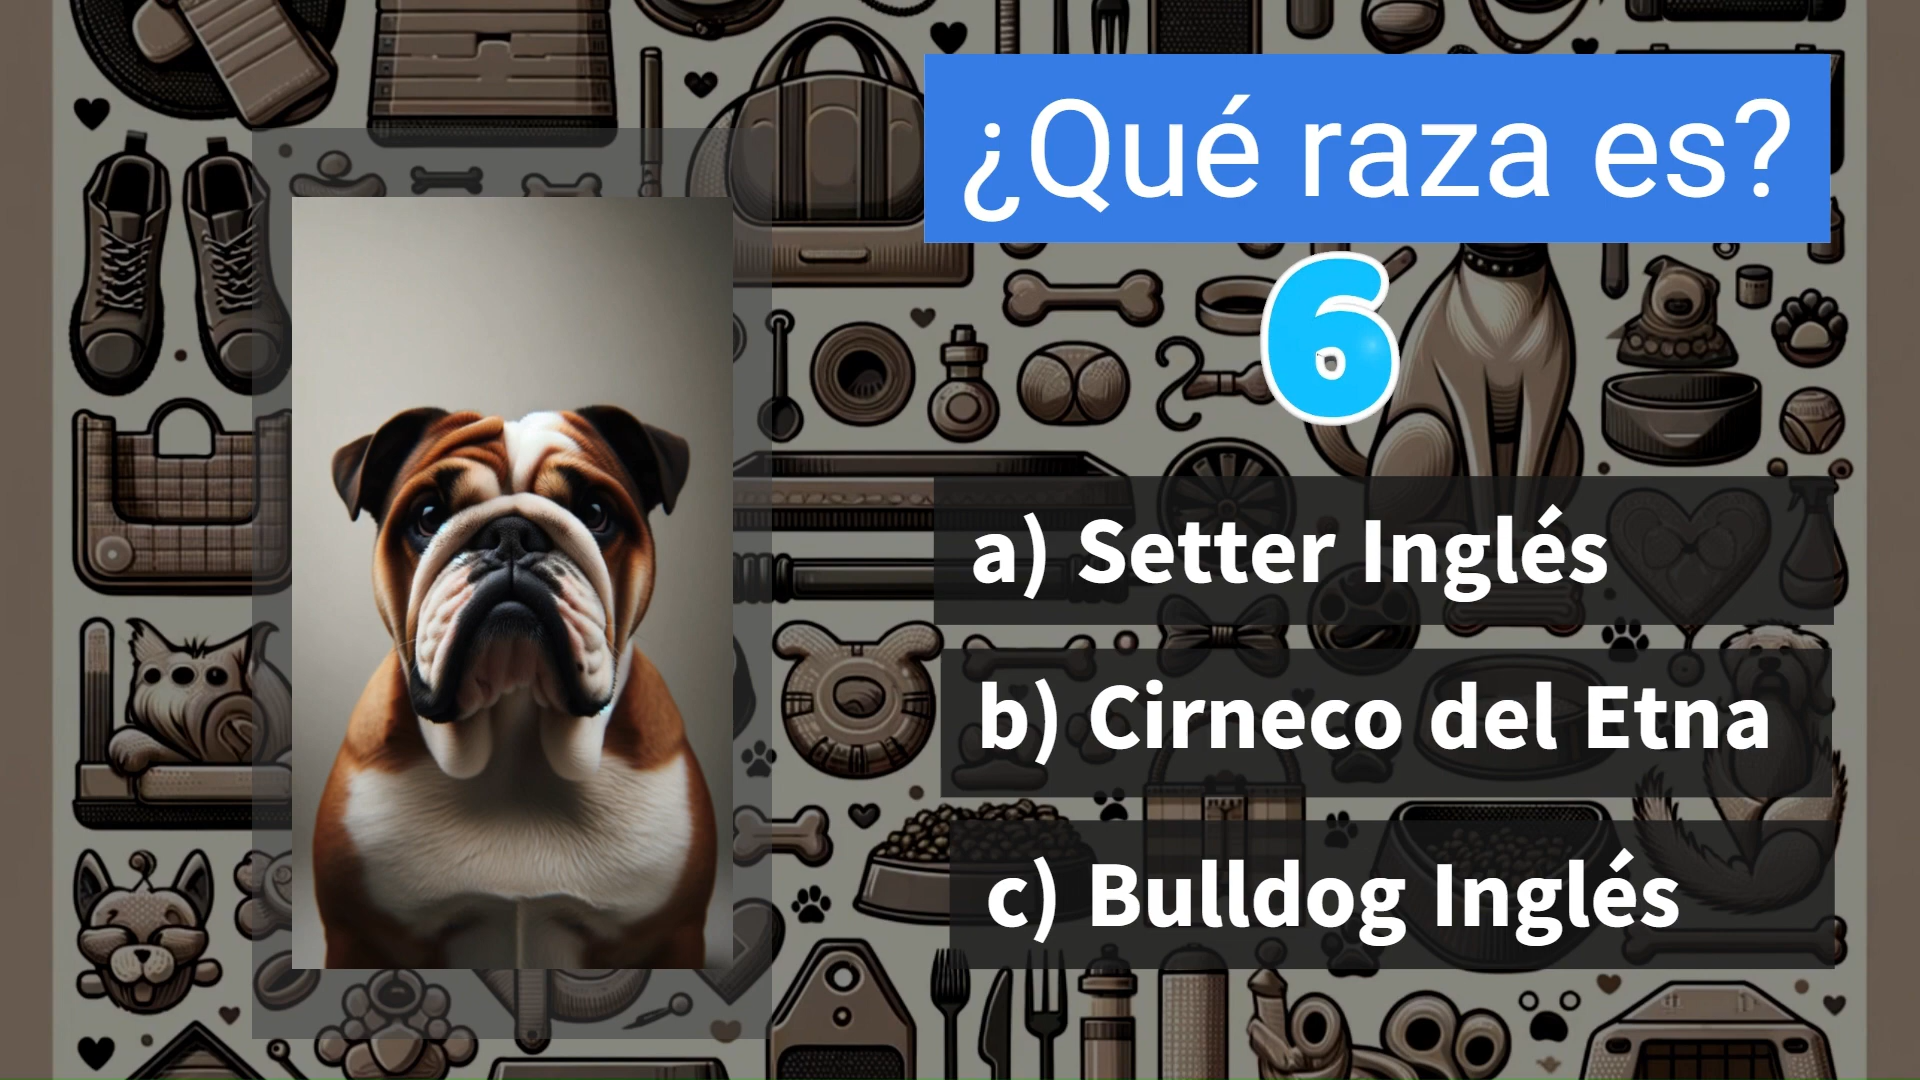 ¿Qué raza es?
6
a) Setter Inglés
b) Cirneco del Etna
c) Bulldog Inglés